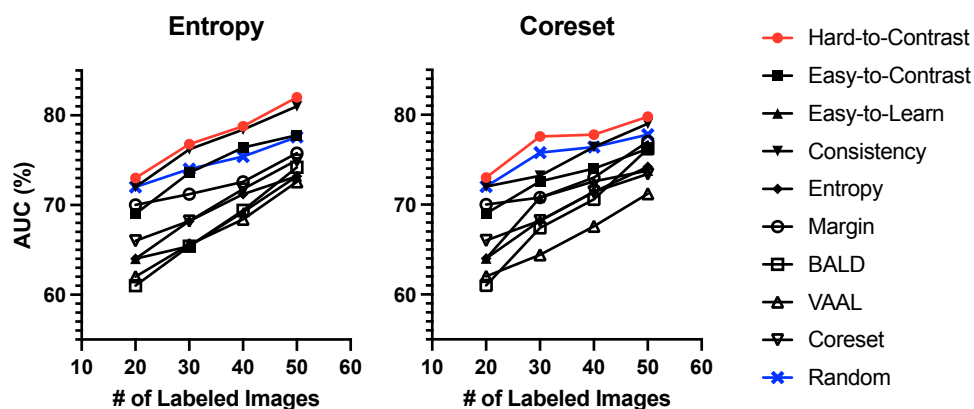 Entropy
AUC (%)
80
70
60
10 20 30 40 50 60
# of Labeled Images
Coreset
80
70
60
10 20 30 40 50 60
# of Labeled Images
Hard-to-Contrast
Easy-to-Contrast
Easy-to-Learn
Consistency
Entropy
Margin
BALD
VAAL
Coreset
Random